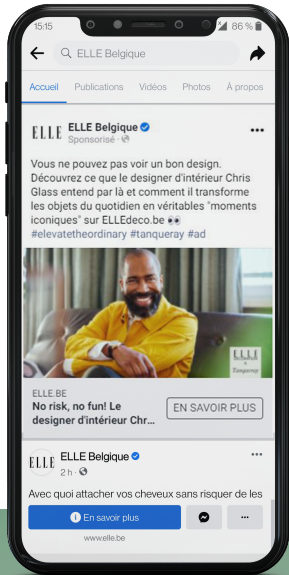 15:15
86 %
ELLE Belgique
Accueil Publications Vidéos Photos À propos
ELLE ELLE Belgique
Sponsorisé ·
Vous ne pouvez pas voir un bon design.
Découvrez ce que le designer d'intérieur Chris
Glass entend par là et comment il transforme
les objets du quotidien en véritables "moments
iconiques" sur ELLEdeco.be 👀
#elevatetheordinary #tanqueray #ad
ELLE
x
Tanqueray
ELLE.BE
No risk, no fun! Le
designer d'intérieur Chr...
EN SAVOIR PLUS
ELLE ELLE Belgique
2 h ·
Avec quoi attacher vos cheveux sans risquer de les
En savoir plus
www.elle.be